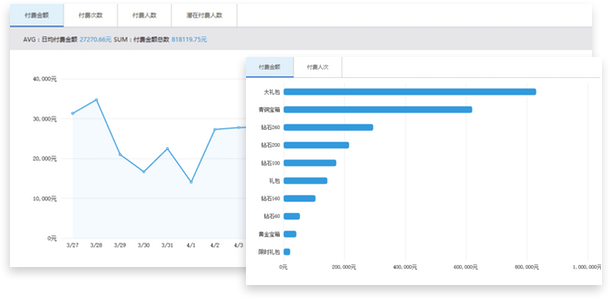 付费金额 付费次数 付费人数 潜在付费人数
AVG：日均付费金额 27270.66元 SUM：付费金额总数 818119.75元
40,000元
30,000元
20,000元
10,000元
0元
3/27 3/28 3/29 3/30 3/31 4/1 4/2 4/3
付费金额 付费人次
大礼包
青铜宝箱
钻石360
钻石200
钻石100
礼包
钻石160
钻石60
黄金宝箱
限时礼包
0元 200,000元 400,000元 600,000元 800,000元 1,000,000元